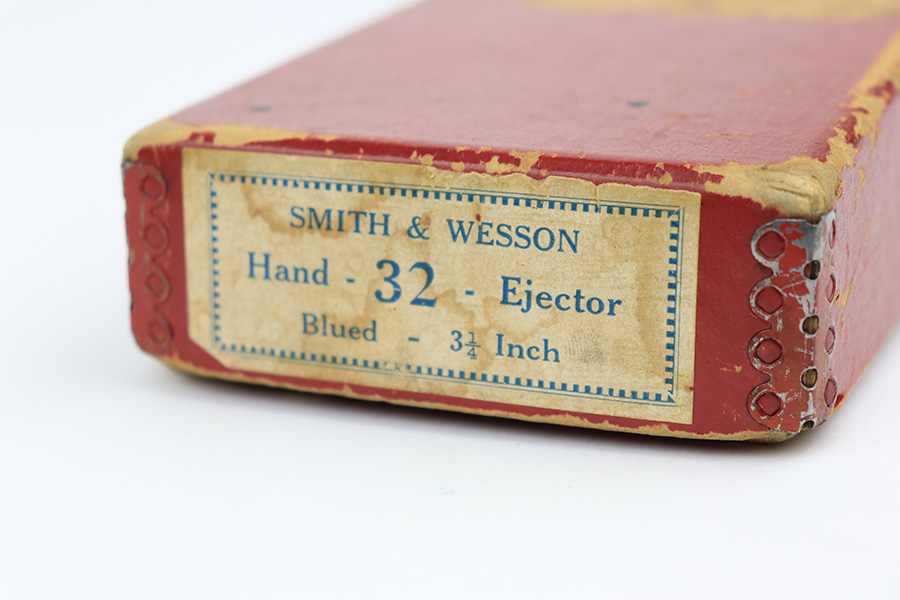 SMITH & WESSON
Hand - 32 - Ejector
Blued - 3¼ Inch